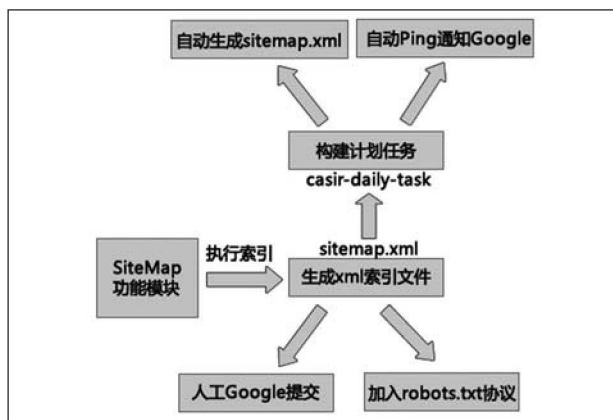 自动生成sitemap.xml
自动Ping通知Google
构建计划任务
casir-daily-task
sitemap.xml
执行索引
SiteMap
功能模块
生成xml索引文件
人工Google提交
加入robots.txt协议